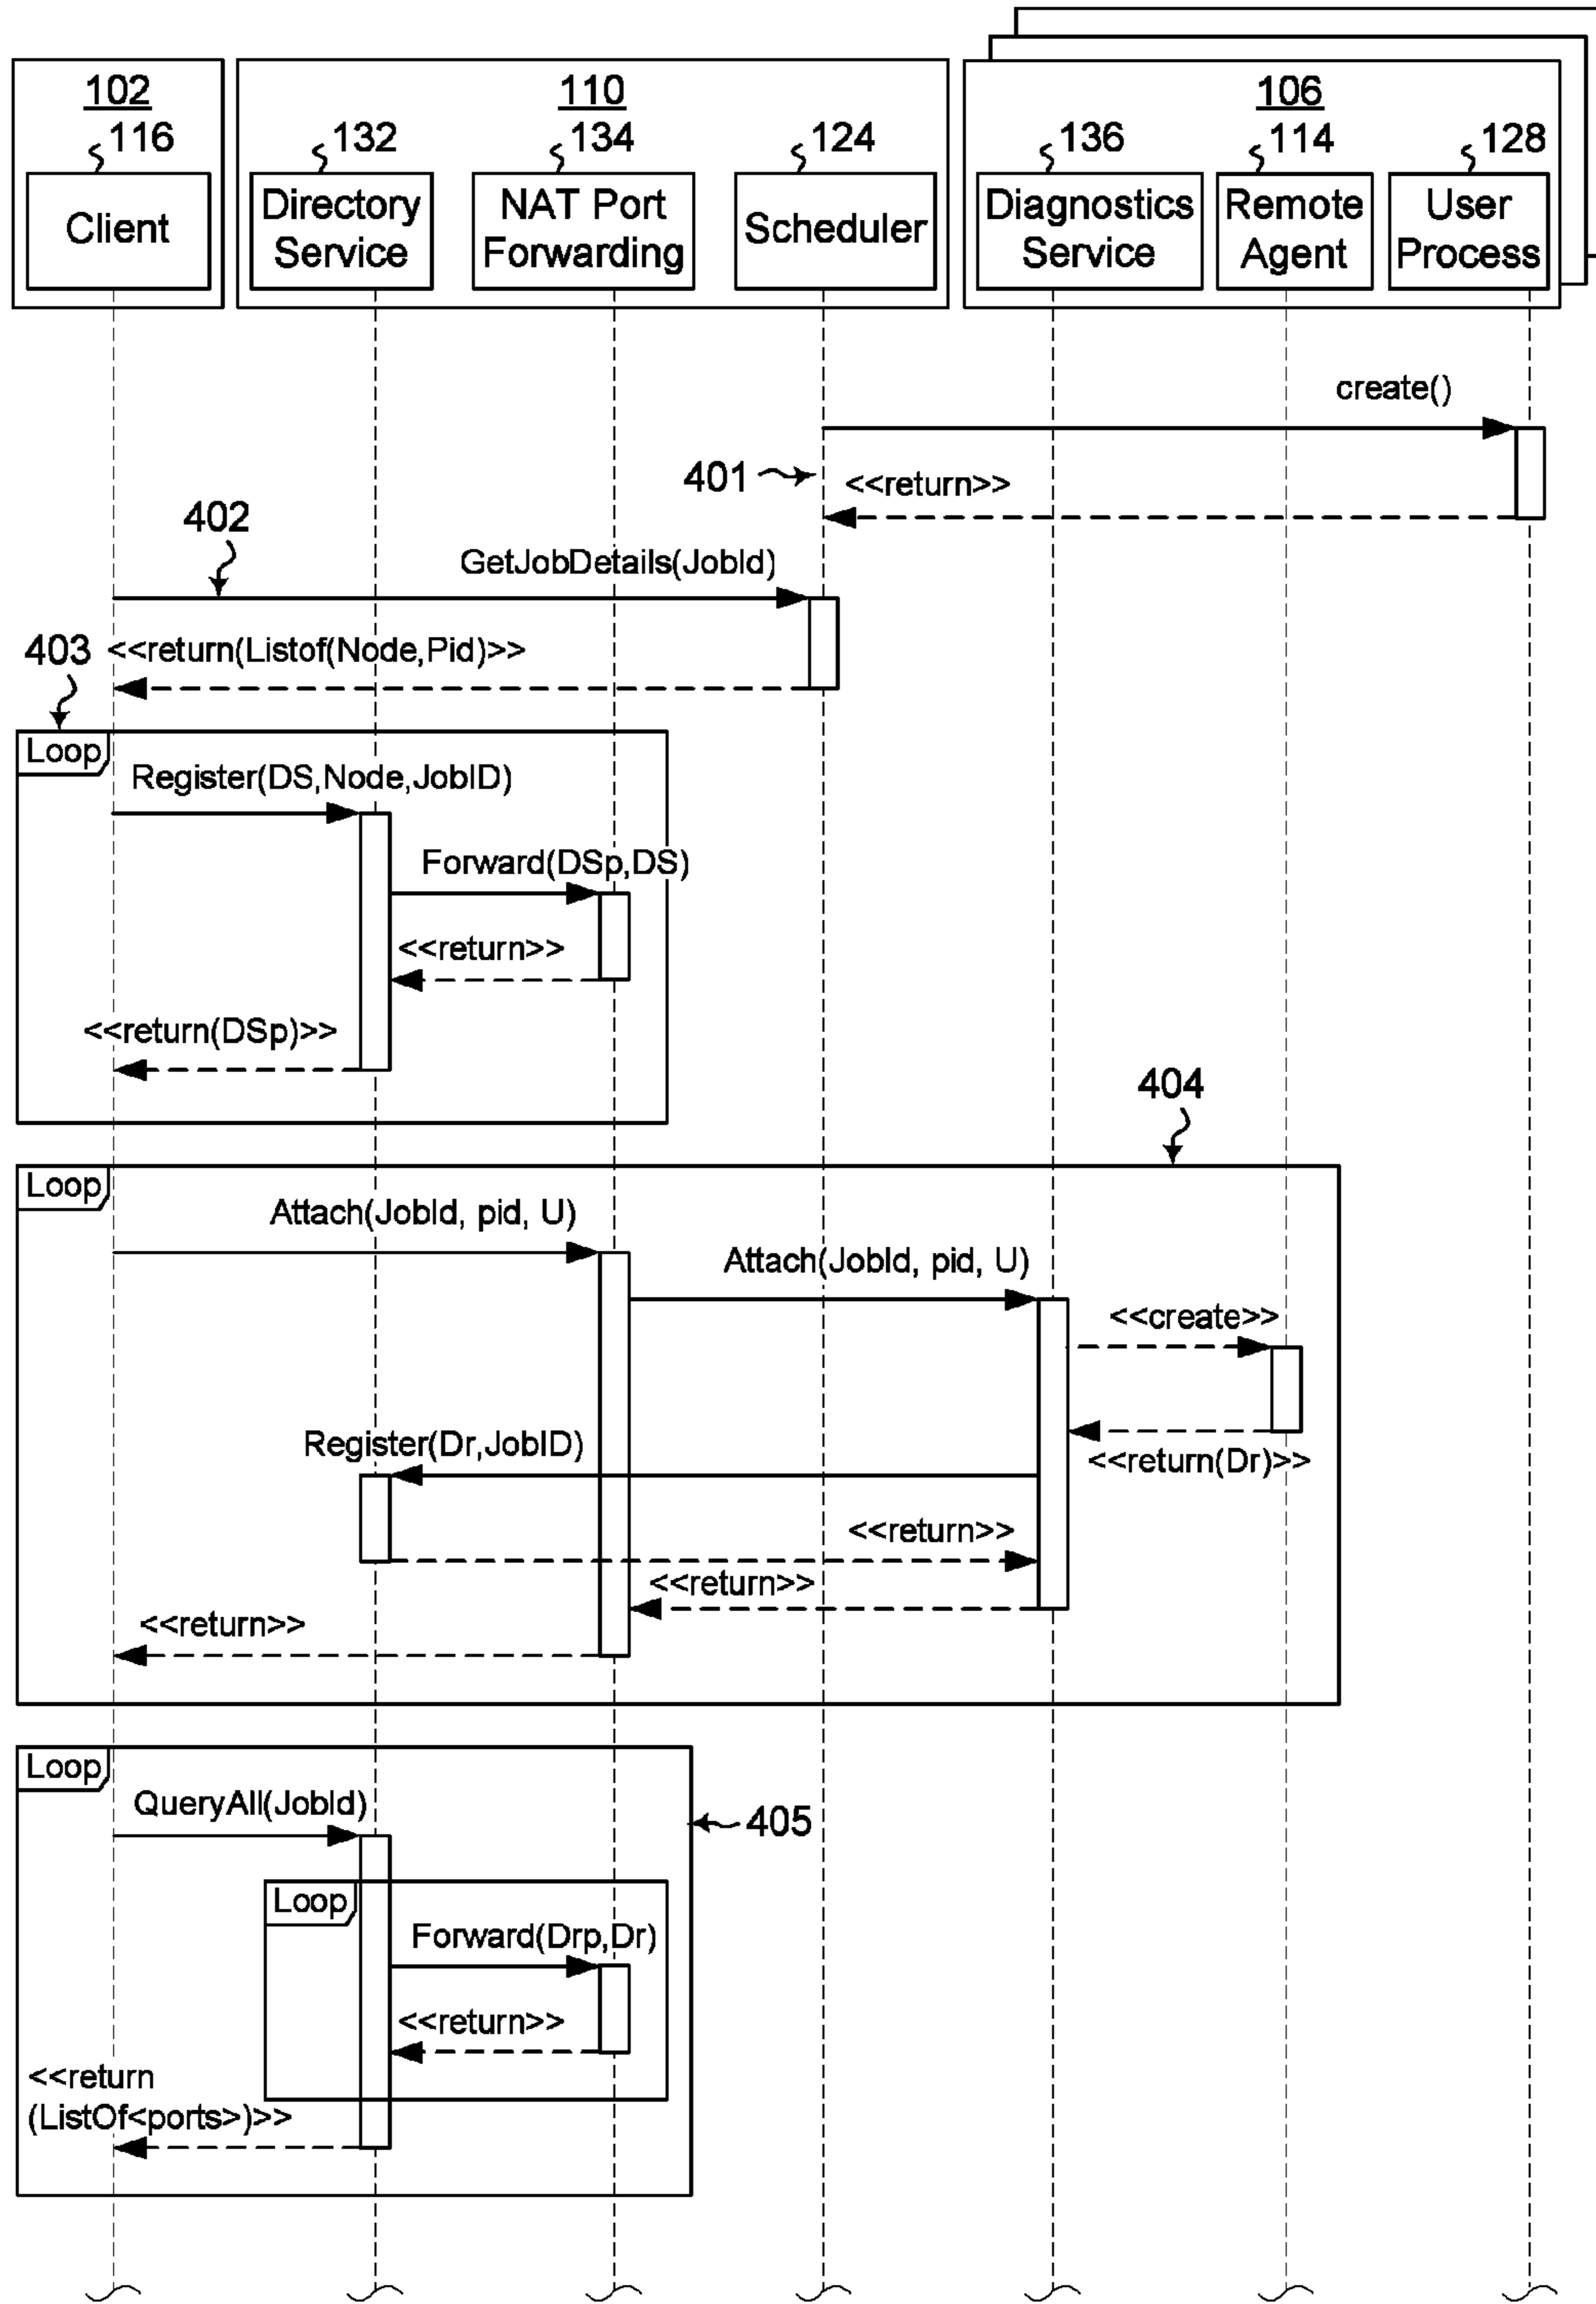 102
110
106
116
132
134
124
136
114
128
Client
Directory
Service
NAT Port
Forwarding
Scheduler
Diagnostics
Service
Remote
Agent
User
Process
create()
401
<<return>>
402
GetJobDetails(JobId)
403
<<return(Listof(Node,Pid)>>
Loop
Register(DS,Node,JobID)
Forward(DSp,DS)
<<return>>
<<return(DSp)>>
404
Loop
Attach(JobId, pid, U)
Attach(JobId, pid, U)
<<create>>
Register(Dr,JobID)
<<return(Dr)>>
<<return>>
<<return>>
<<return>>
Loop
QueryAll(JobId)
405
Loop
Forward(Drp,Dr)
<<return>>
<<return
(ListOf<ports>)>>